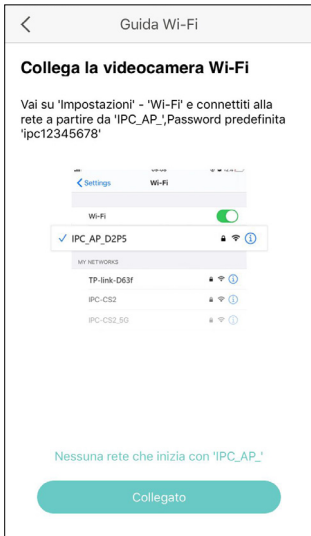 Guida Wi-Fi
Collega la videocamera Wi-Fi
Vai su 'Impostazioni' - 'Wi-Fi' e connettiti alla
rete a partire da 'IPC_AP_',Password predefinita
'ipc12345678'
Settings Wi-Fi
Wi-Fi
IPC_AP_D2P5
MY NETWORKS
TP-link-D63f
IPC-CS2
IPC-CS2_5G
Nessuna rete che inizia con 'IPC_AP_'
Collegato